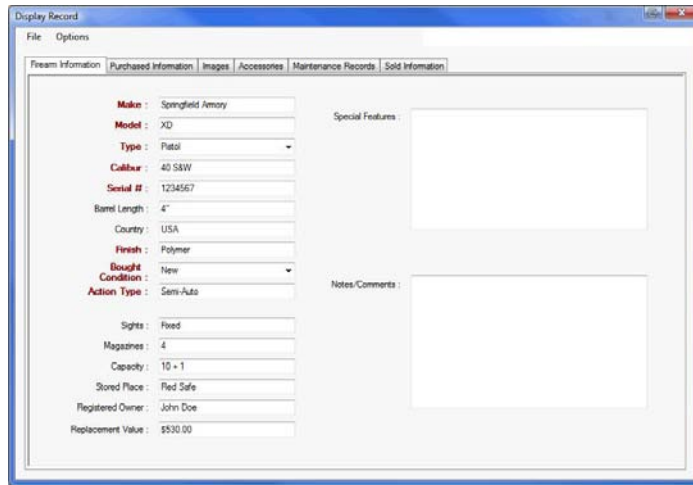 Display Record
File Options
Firearm Information Purchased Information Images Accessories Maintenance Records Sold Information
Make : Springfield Armory
Special Features :
Model : XD
Type : Pistol
Calibur : 40 S&W
Serial # : 1234567
Barrel Length : 4"
Country : USA
Finish : Polymer
Bought
Condition : New
Notes/Comments :
Action Type : Semi-Auto
Sights : Fixed
Magazines : 4
Capacity : 10 + 1
Stored Place : Red Safe
Registered Owner : John Doe
Replacement Value : $530.00